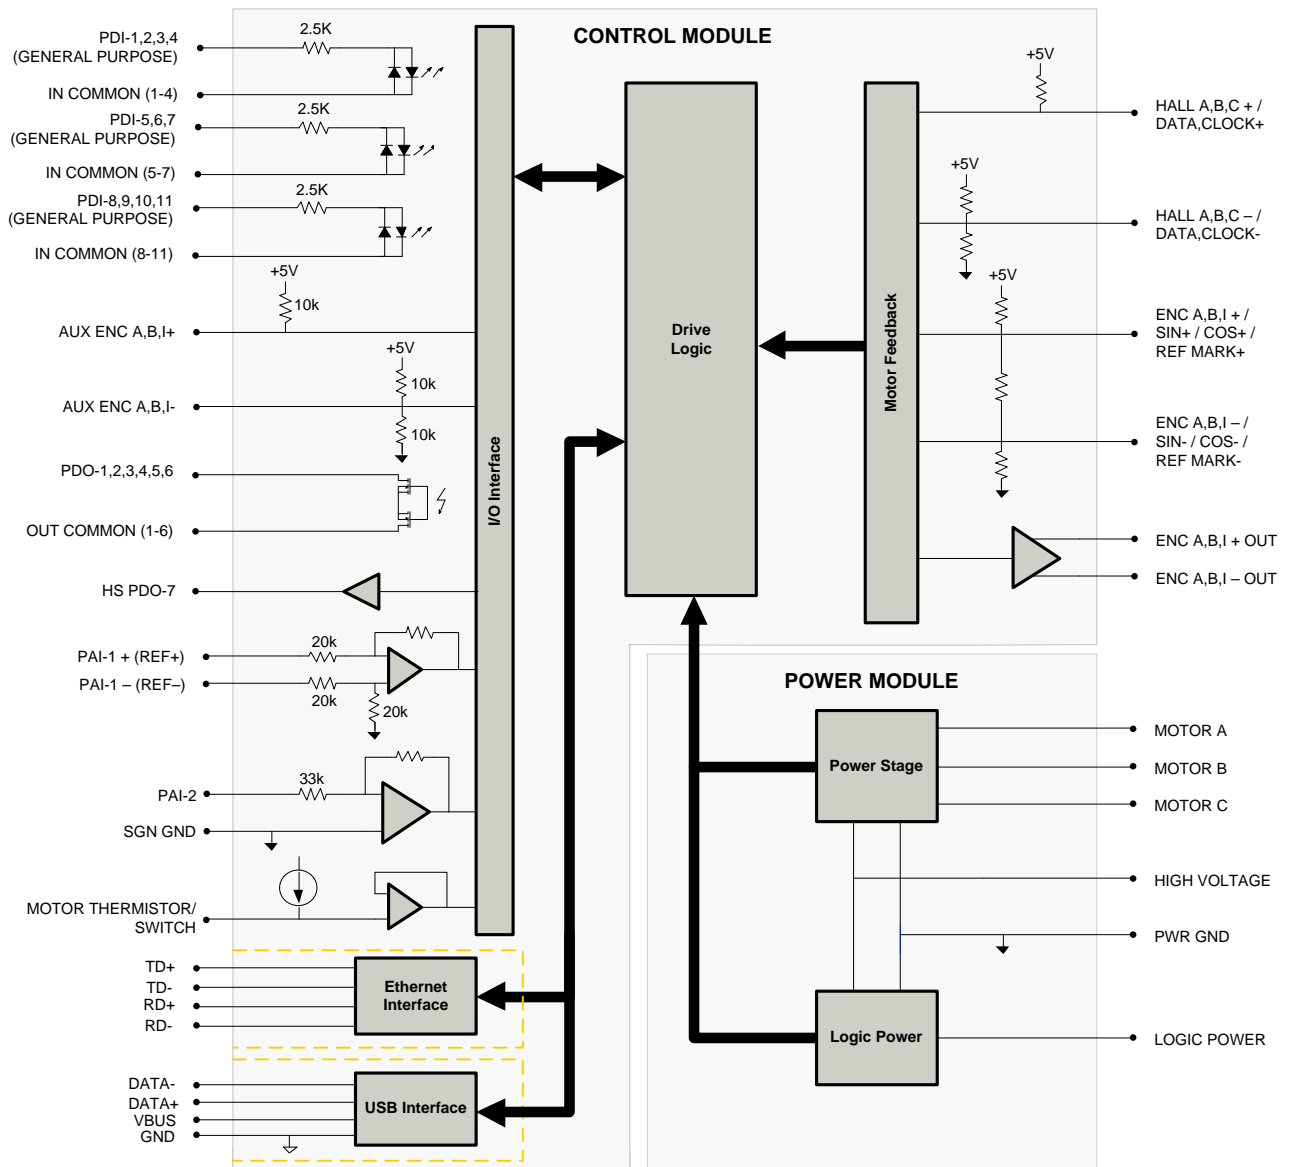 CONTROL MODULE
PDI-1,2,3,4
(GENERAL PURPOSE)
2.5K
IN COMMON (1-4)
PDI-5,6,7
(GENERAL PURPOSE)
2.5K
IN COMMON (5-7)
PDI-8,9,10,11
(GENERAL PURPOSE)
2.5K
IN COMMON (8-11)
+5V
10k
AUX ENC A,B,I+
+5V
10k
AUX ENC A,B,I-
10k
PDO-1,2,3,4,5,6
OUT COMMON (1-6)
HS PDO-7
PAI-1 + (REF+)
20k
PAI-1 – (REF–)
20k
20k
PAI-2
33k
SGN GND
MOTOR THERMISTOR/
SWITCH
I/O Interface
TD+
TD-
RD+
RD-
Ethernet
Interface
DATA-
DATA+
VBUS
GND
USB Interface
Drive
Logic
Motor Feedback
+5V
HALL A,B,C + /
DATA,CLOCK+
+5V
HALL A,B,C – /
DATA,CLOCK-
+5V
ENC A,B,I + /
SIN+ / COS+ /
REF MARK+
ENC A,B,I – /
SIN- / COS- /
REF MARK-
ENC A,B,I + OUT
ENC A,B,I – OUT
POWER MODULE
Power Stage
MOTOR A
MOTOR B
MOTOR C
HIGH VOLTAGE
PWR GND
Logic Power
LOGIC POWER